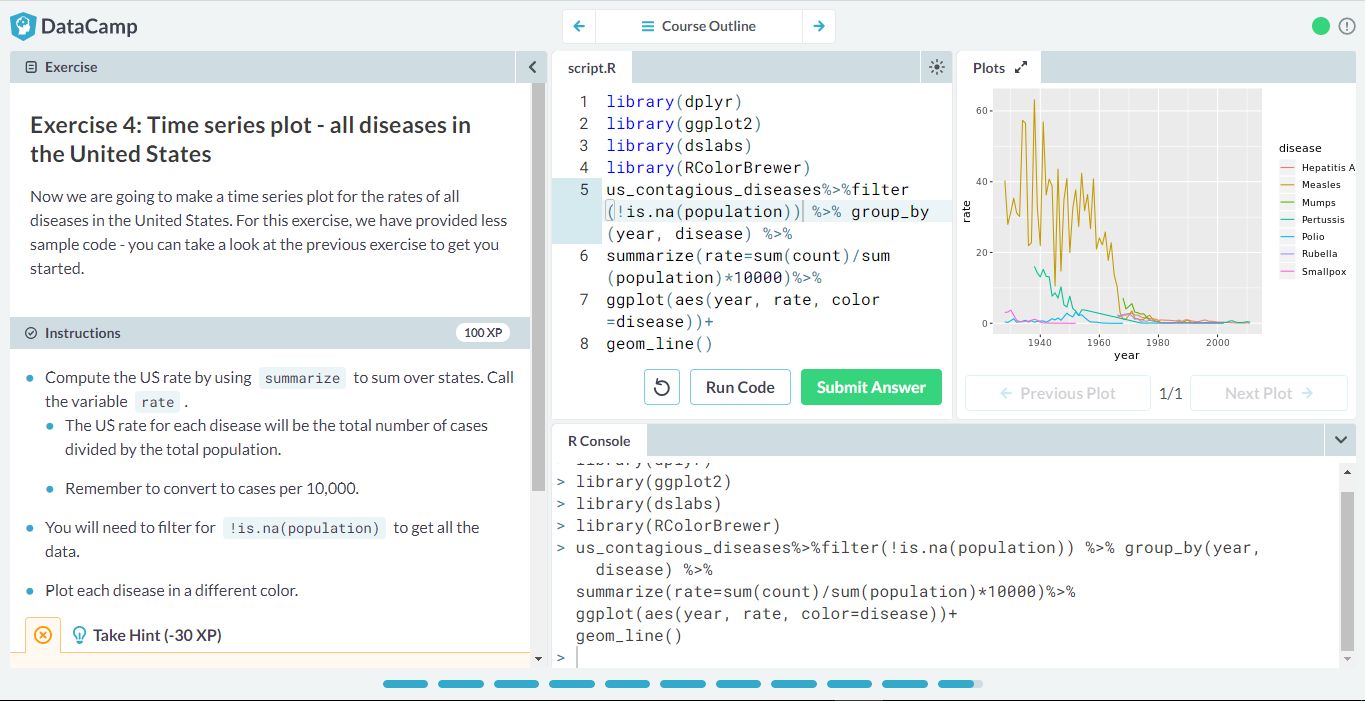 DataCamp
Course Outline
Exercise
Exercise 4: Time series plot - all diseases in
the United States
Now we are going to make a time series plot for the rates of all
diseases in the United States. For this exercise, we have provided less
sample code - you can take a look at the previous exercise to get you
started.
Instructions
100 XP
Compute the US rate by using summarize to sum over states. Call
the variable rate .
The US rate for each disease will be the total number of cases
divided by the total population.
Remember to convert to cases per 10,000.
You will need to filter for !is.na(population) to get all the
data.
Plot each disease in a different color.
Take Hint (-30 XP)
script.R
1 library(dplyr)
2 library(ggplot2)
3 library(dslabs)
4 library(RColorBrewer)
5 us_contagious_diseases%>%filter
(!is.na(population)) %>% group_by
(year, disease) %>%
6 summarize(rate=sum(count)/sum
(population)*10000)%>%
7 ggplot(aes(year, rate, color
=disease))+
8 geom_line()
Run Code
Submit Answer
Plots
60
40
20
0
rate
1940 1960 1980 2000
year
disease
Hepatitis A
Measles
Mumps
Pertussis
Polio
Rubella
Smallpox
Previous Plot
1/1
Next Plot
R Console
library(dplyr)
> library(ggplot2)
> library(dslabs)
> library(RColorBrewer)
> us_contagious_diseases%>%filter(!is.na(population)) %>% group_by(year,
disease) %>%
summarize(rate=sum(count)/sum(population)*10000)%>%
ggplot(aes(year, rate, color=disease))+
geom_line()
>